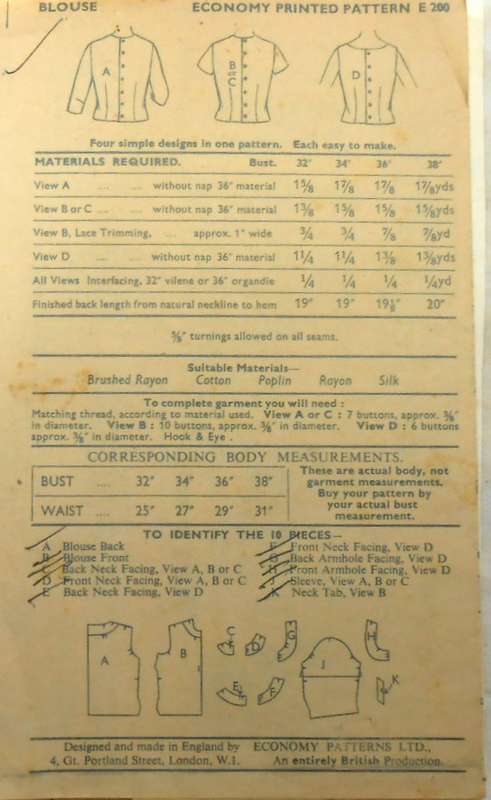 BLOUSE ECONOMY PRINTED PATTERN E 200
A B or C D
Four simple designs in one pattern. Each easy to make.
MATERIALS REQUIRED. Bust. 32" 34" 36" 38"
View A .... .... without nap 36" material 1⅝ 1⅞ 1⅞ 1⅞yds
View B or C .... without nap 36" material 1⅜ 1⅝ 1⅝ 1⅝yds
View B, Lace Trimming, .... approx. 1" wide ¾ ¾ ⅞ ⅞yd
View D .... without nap 36" material 1¼ 1¼ 1⅜ 1⅜yds
All Views Interfacing, 32" vilene or 36" organdie ¼ ¼ ¼ ¼yd
Finished back length from natural neckline to hem 19" 19" 19½" 20"
⅝" turnings allowed on all seams.
Suitable Materials—
Brushed Rayon Cotton Poplin Rayon Silk
To complete garment you will need :
Matching thread, according to material used. View A or C : 7 buttons, approx. ⅜"
in diameter. View B : 10 buttons, approx. ⅜" in diameter. View D : 6 buttons
approx. ⅜" in diameter. Hook & Eye .
CORRESPONDING BODY MEASUREMENTS.
BUST .... 32" 34" 36" 38"
WAIST .... 25" 27" 29" 31"
These are actual body, not
garment measurements.
Buy your pattern by
your actual bust
measurement.
TO IDENTIFY THE 10 PIECES—
A Blouse Back
B Blouse Front
C Back Neck Facing, View A, B or C
D Front Neck Facing, View A, B or C
E Back Neck Facing, View D
F Front Neck Facing, View D
G Back Armhole Facing, View D
H Front Armhole Facing, View D
J Sleeve, View A, B or C
K Neck Tab, View B
A B C D G J H
E F K
Designed and made in England by ECONOMY PATTERNS LTD.,
4, Gt. Portland Street, London, W.1. An entirely British Production.